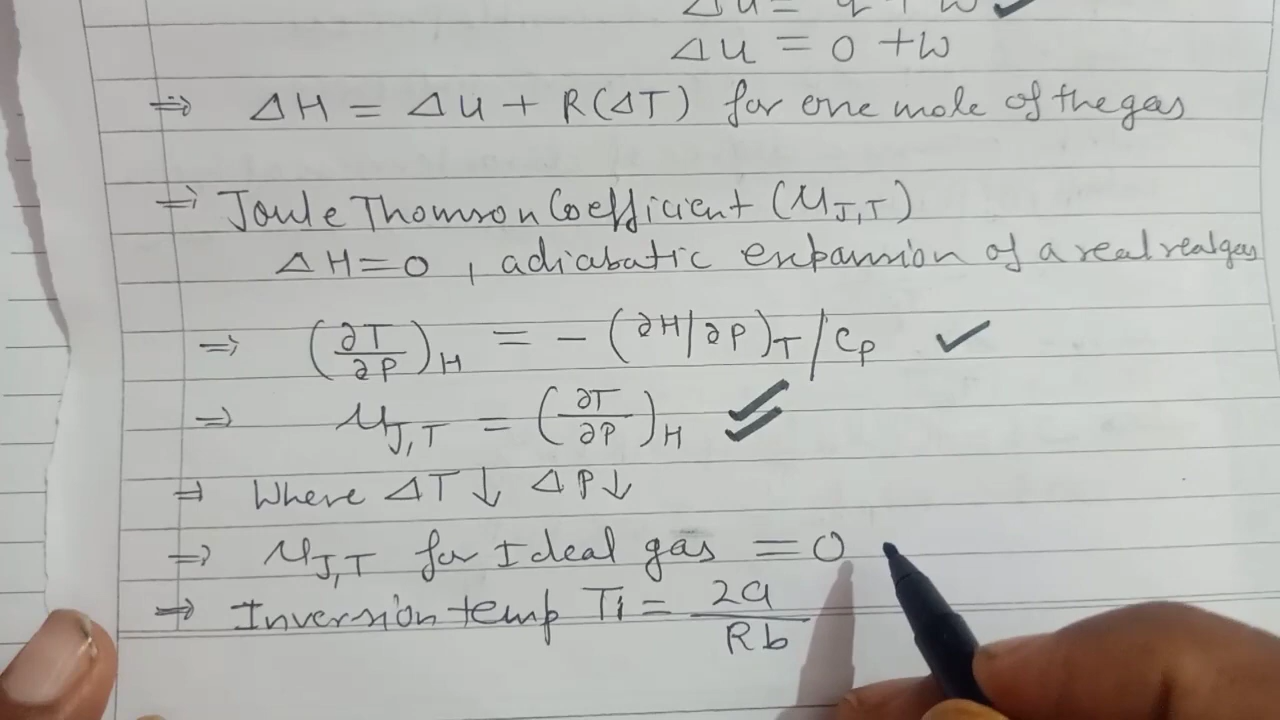 Δu = q + w ✓
Δu = 0 + w
⇒ ΔH = Δu + R(ΔT) for one mole of the gas
⇒ Joule Thomson Coefficient (μJ,T)
ΔH = 0, adiabatic expansion of a real real gas
⇒ (∂T/∂P)H = - (∂H/∂P)T / CP ✓
⇒ μJ,T = (∂T/∂P)H ✓✓
⇒ Where ΔT↓ ΔP↓
⇒ μJ,T for Ideal gas = 0
⇒ Inversion temp Ti = 2a/Rb